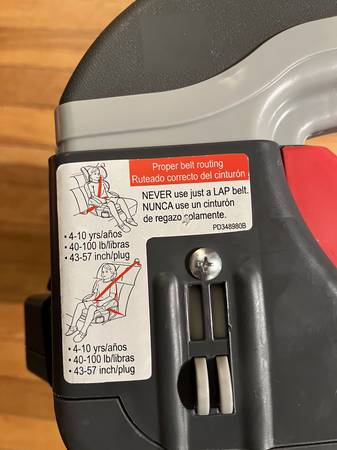 Proper belt routing
Ruteado correcto del cinturón
NEVER use just a LAP belt.
NUNCA use un cinturón
de regazo solamente.
PD348980B
• 4-10 yrs/años
• 40-100 lb/libras
• 43-57 inch/plug
• 4-10 yrs/años
• 40-100 lb/libras
• 43-57 inch/plug